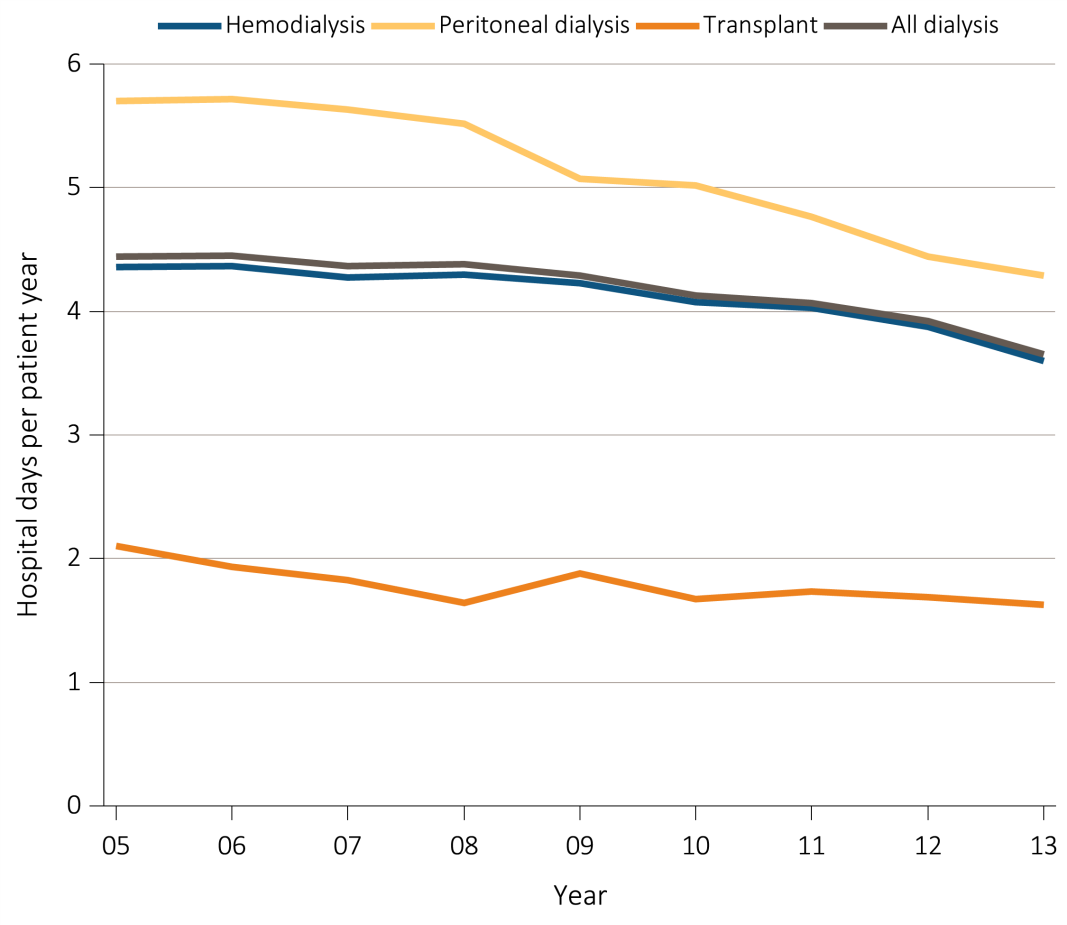 Hemodialysis Peritoneal dialysis Transplant All dialysis
Hospital days per patient year
6
5
4
3
2
1
0
05 06 07 08 09 10 11 12 13
Year